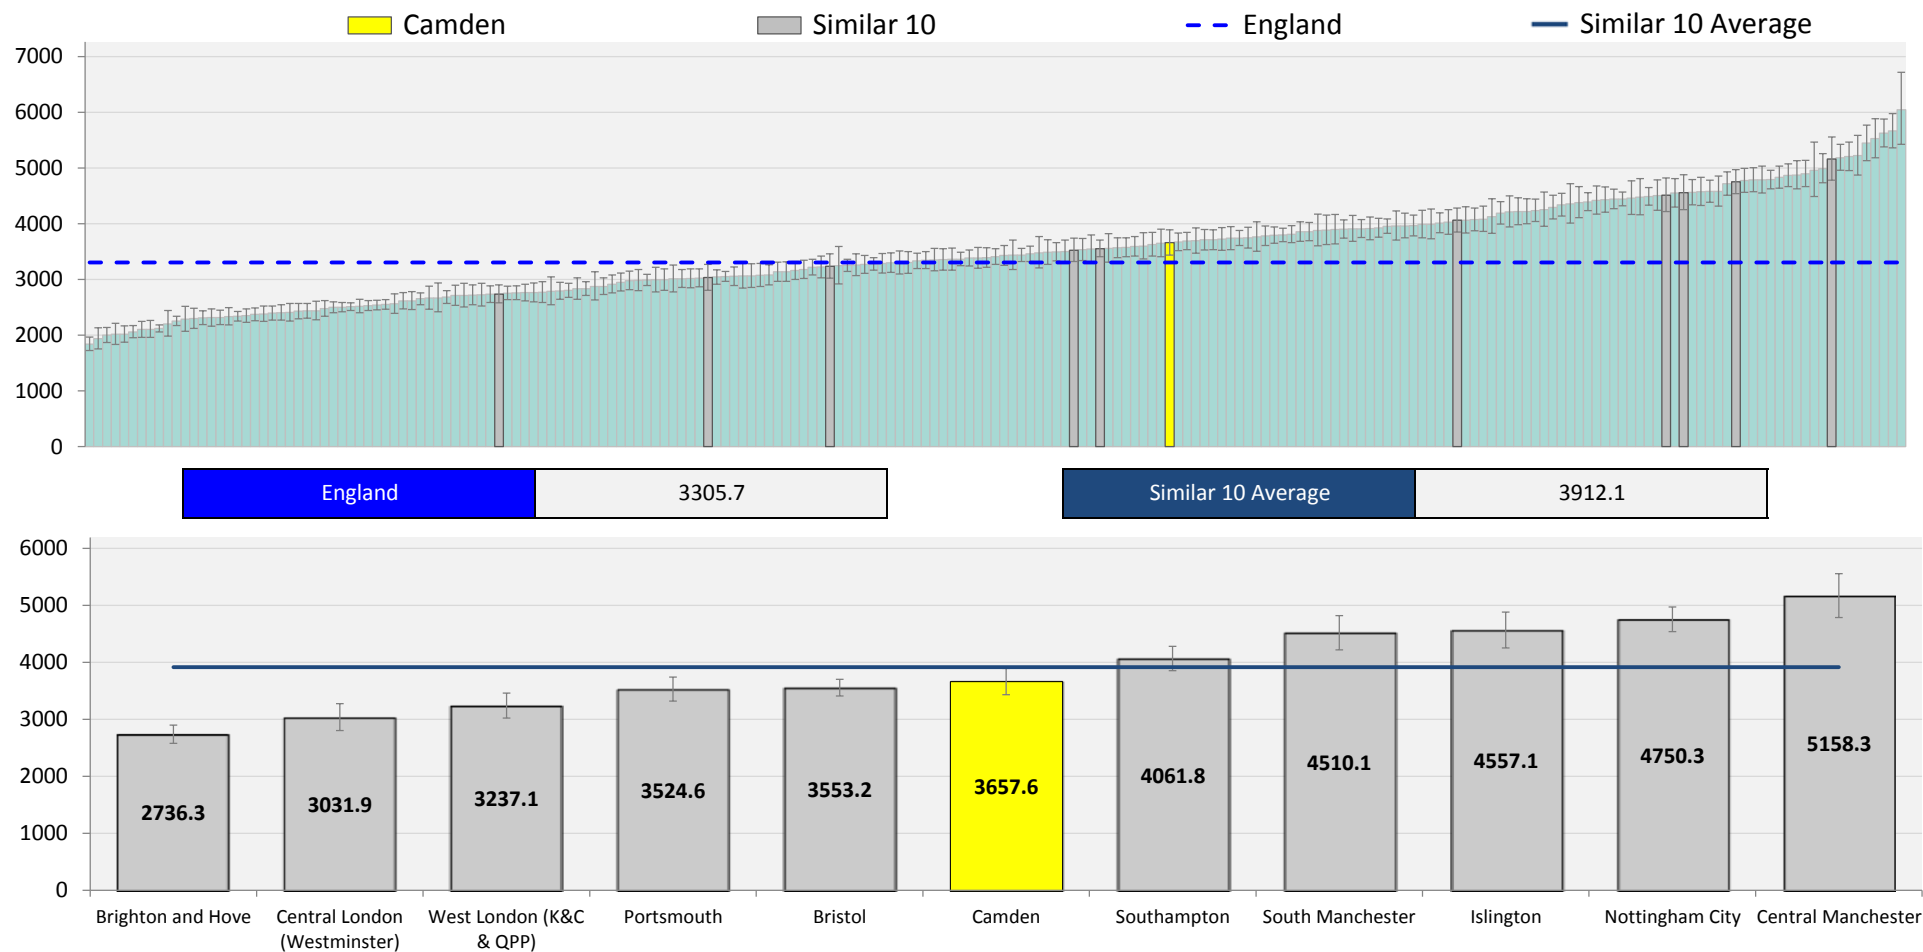 Camden
Similar 10
England
Similar 10 Average
7000
6000
5000
4000
3000
2000
1000
0
England
3305.7
Similar 10 Average
3912.1
6000
5000
4000
3000
2000
1000
0
2736.3
3031.9
3237.1
3524.6
3553.2
3657.6
4061.8
4510.1
4557.1
4750.3
5158.3
Brighton and Hove
Central London
(Westminster)
West London (K&C
& QPP)
Portsmouth
Bristol
Camden
Southampton
South Manchester
Islington
Nottingham City
Central Manchester